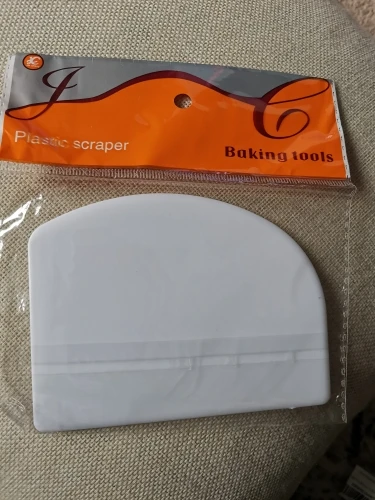 J C
Plastic scraper
Baking tools